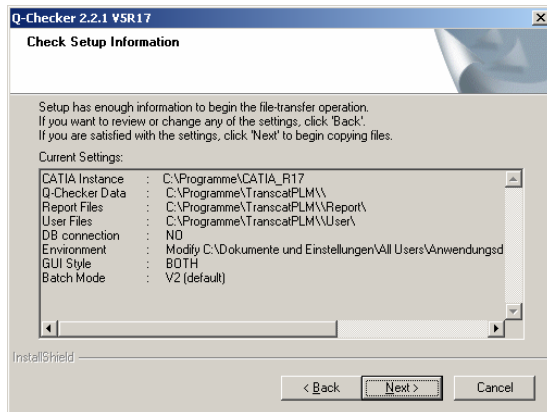 Q-Checker 2.2.1 V5R17
Check Setup Information
Setup has enough information to begin the file-transfer operation.
If you want to review or change any of the settings, click 'Back'.
If you are satisfied with the settings, click 'Next' to begin copying files.
Current Settings:
CATIA Instance : C:\Programme\CATIA_R17
Q-Checker Data : C:\Programme\TranscatPLM\\
Report Files : C:\Programme\TranscatPLM\\Report\
User Files : C:\Programme\TranscatPLM\\User\
DB connection : NO
Environment : Modify C:\Dokumente und Einstellungen\All Users\Anwendungsd
GUI Style : BOTH
Batch Mode : V2 (default)
InstallShield
< Back Next > Cancel